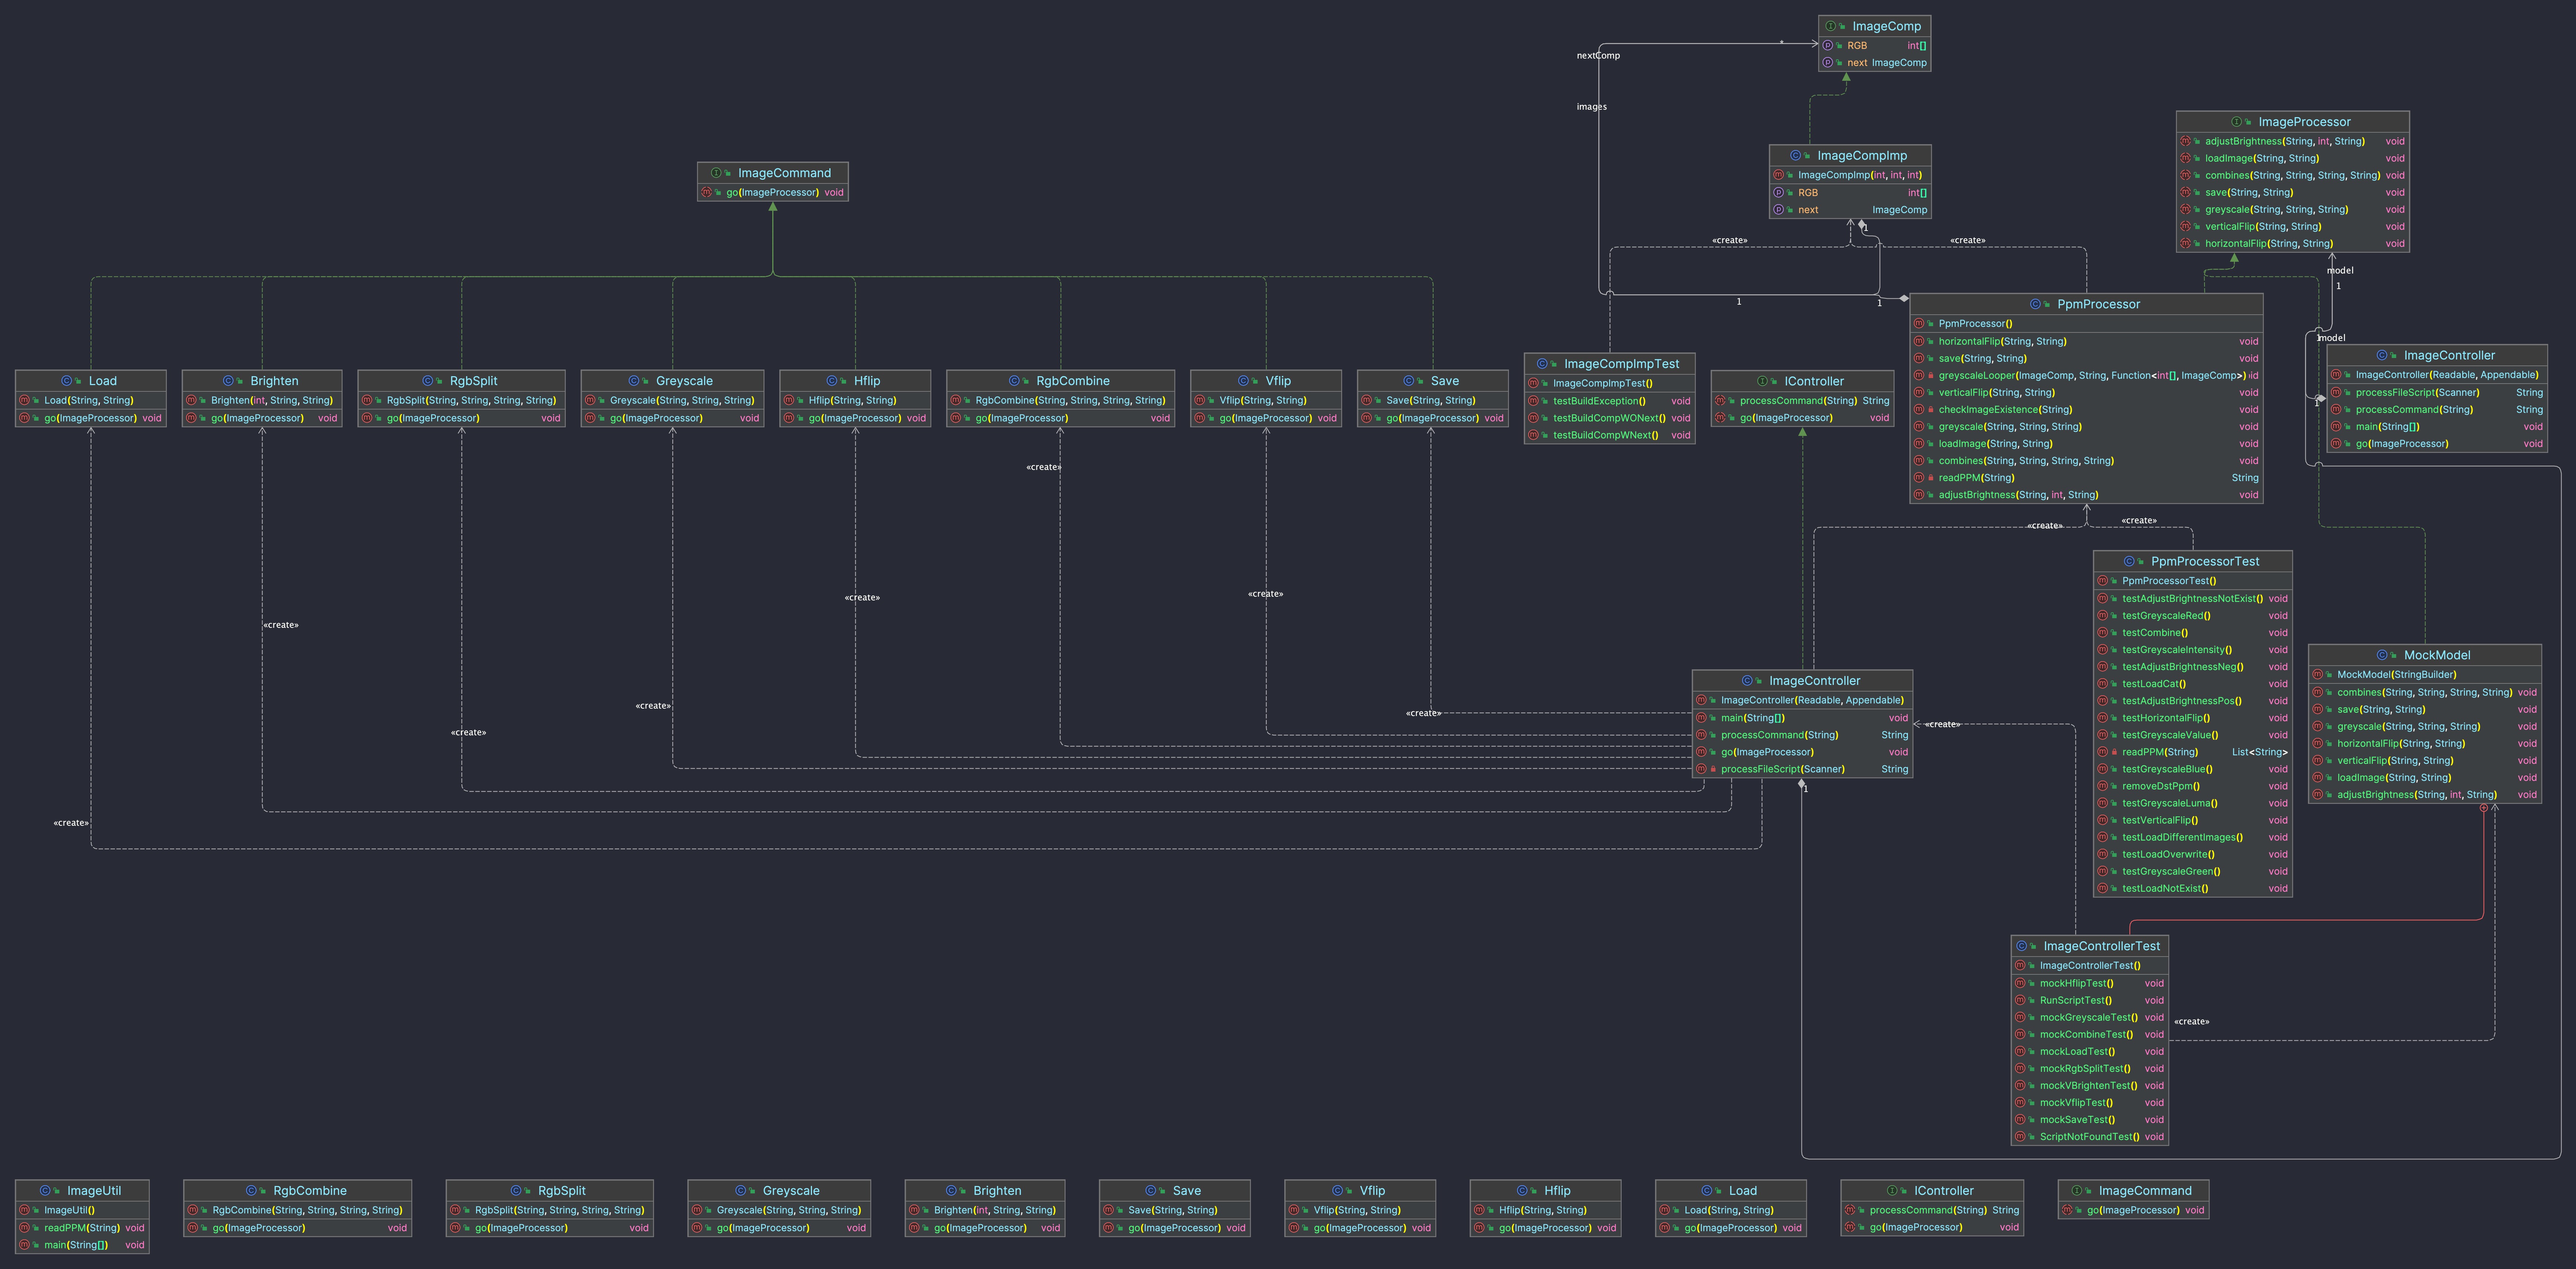 ImageComp
RGB int[]
next ImageComp
nextComp
*
images
ImageProcessor
adjustBrightness(String, int, String) void
loadImage(String, String) void
combines(String, String, String, String) void
save(String, String) void
greyscale(String, String, String) void
verticalFlip(String, String) void
horizontalFlip(String, String) void
ImageCompImp
ImageCompImp(int, int, int)
RGB int[]
next ImageComp
ImageCommand
go(ImageProcessor) void
1
«create»
«create»
model
1
1
1
PpmProcessor
PpmProcessor()
horizontalFlip(String, String) void
save(String, String) void
greyscaleLooper(ImageComp, String, Function<int[], ImageComp>) id
verticalFlip(String, String) void
checkImageExistence(String) void
greyscale(String, String, String) void
loadImage(String, String) void
combines(String, String, String, String) void
readPPM(String) String
adjustBrightness(String, int, String) void
model
1
ImageController
ImageController(Readable, Appendable)
processFileScript(Scanner) String
processCommand(String) String
main(String[]) void
go(ImageProcessor) void
Load
Load(String, String)
go(ImageProcessor) void
Brighten
Brighten(int, String, String)
go(ImageProcessor) void
RgbSplit
RgbSplit(String, String, String, String)
go(ImageProcessor) void
Greyscale
Greyscale(String, String, String)
go(ImageProcessor) void
Hflip
Hflip(String, String)
go(ImageProcessor) void
RgbCombine
RgbCombine(String, String, String, String)
go(ImageProcessor) void
Vflip
Vflip(String, String)
go(ImageProcessor) void
Save
Save(String, String)
go(ImageProcessor) void
ImageCompImpTest
ImageCompImpTest()
testBuildException() void
testBuildCompWONext() void
testBuildCompWNext() void
IController
processCommand(String) String
go(ImageProcessor) void
«create»
«create»
«create»
«create»
«create»
«create»
«create»
«create»
«create»
«create»
PpmProcessorTest
PpmProcessorTest()
testAdjustBrightnessNotExist() void
testGreyscaleRed() void
testCombine() void
testGreyscaleIntensity() void
testAdjustBrightnessNeg() void
testLoadCat() void
testAdjustBrightnessPos() void
testHorizontalFlip() void
testGreyscaleValue() void
readPPM(String) List<String>
testGreyscaleBlue() void
removeDstPpm() void
testGreyscaleLuma() void
testVerticalFlip() void
testLoadDifferentImages() void
testLoadOverwrite() void
testGreyscaleGreen() void
testLoadNotExist() void
MockModel
MockModel(StringBuilder)
combines(String, String, String, String) void
save(String, String) void
greyscale(String, String, String) void
horizontalFlip(String, String) void
verticalFlip(String, String) void
loadImage(String, String) void
adjustBrightness(String, int, String) void
ImageController
ImageController(Readable, Appendable)
main(String[]) void
processCommand(String) String
go(ImageProcessor) void
processFileScript(Scanner) String
1
«create»
ImageControllerTest
ImageControllerTest()
mockHflipTest() void
RunScriptTest() void
mockGreyscaleTest() void
mockCombineTest() void
mockLoadTest() void
mockRgbSplitTest() void
mockVBrightenTest() void
mockVflipTest() void
mockSaveTest() void
ScriptNotFoundTest() void
«create»
ImageUtil
ImageUtil()
readPPM(String) void
main(String[]) void
RgbCombine
RgbCombine(String, String, String, String)
go(ImageProcessor) void
RgbSplit
RgbSplit(String, String, String, String)
go(ImageProcessor) void
Greyscale
Greyscale(String, String, String)
go(ImageProcessor) void
Brighten
Brighten(int, String, String)
go(ImageProcessor) void
Save
Save(String, String)
go(ImageProcessor) void
Vflip
Vflip(String, String)
go(ImageProcessor) void
Hflip
Hflip(String, String)
go(ImageProcessor) void
Load
Load(String, String)
go(ImageProcessor) void
IController
processCommand(String) String
go(ImageProcessor) void
ImageCommand
go(ImageProcessor) void